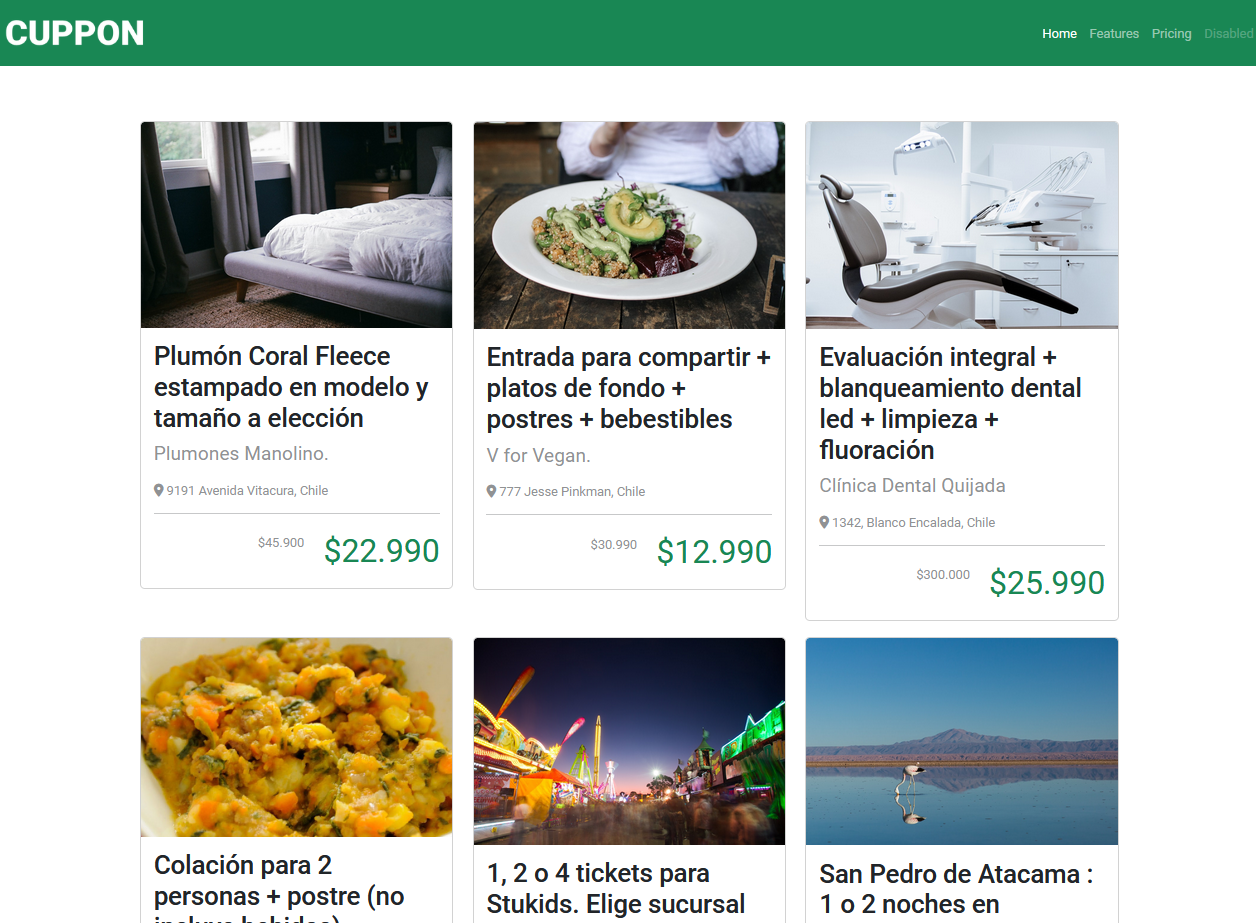 CUPPON
Home Features Pricing Disabled
Plumón Coral Fleece
estampado en modelo y
tamaño a elección
Plumones Manolino.
9191 Avenida Vitacura, Chile
$45.900 $22.990
Entrada para compartir +
platos de fondo +
postres + bebestibles
V for Vegan.
777 Jesse Pinkman, Chile
$30.990 $12.990
Evaluación integral +
blanqueamiento dental
led + limpieza +
fluoración
Clínica Dental Quijada
1342, Blanco Encalada, Chile
$300.000 $25.990
Colación para 2
personas + postre (no
incluye bebidas)
1, 2 o 4 tickets para
Stukids. Elige sucursal
San Pedro de Atacama :
1 o 2 noches en